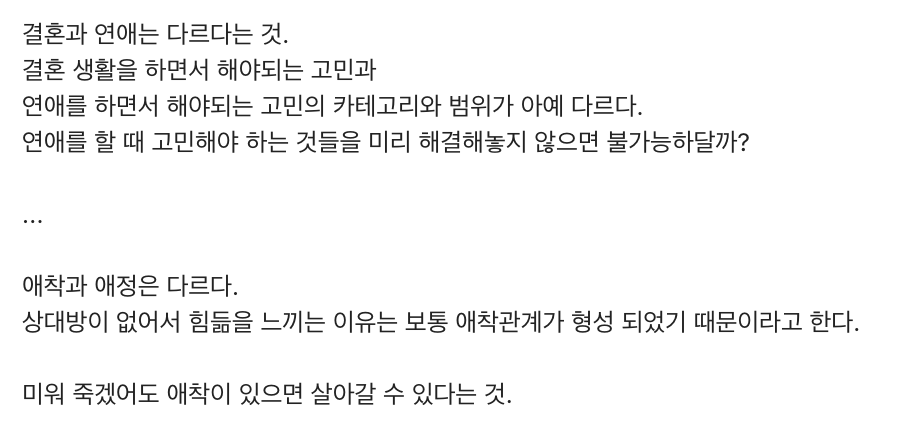 결혼과 연애는 다르다는 것.
결혼 생활을 하면서 해야되는 고민과
연애를 하면서 해야되는 고민의 카테고리와 범위가 아예 다르다.
연애를 할 때 고민해야 하는 것들을 미리 해결해놓지 않으면 불가능하달까?
...
애착과 애정은 다르다.
상대방이 없어서 힘듦을 느끼는 이유는 보통 애착관계가 형성 되었기 때문이라고 한다.
미워 죽겠어도 애착이 있으면 살아갈 수 있다는 것.